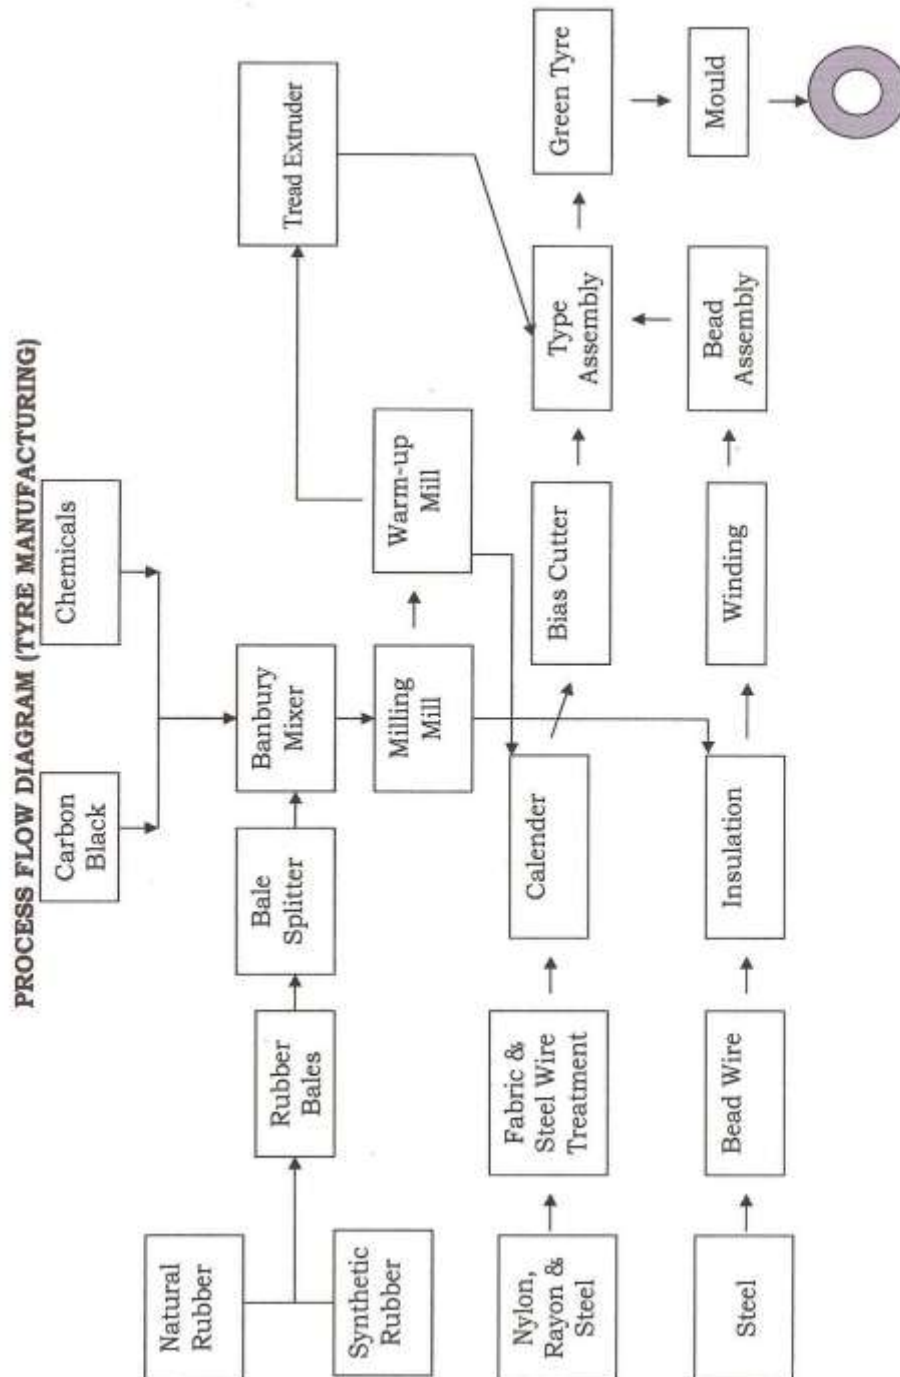 PROCESS FLOW DIAGRAM (TYRE MANUFACTURING)
Carbon
Black
Chemicals
Natural
Rubber
Synthetic
Rubber
Rubber
Bales
Bale
Splitter
Banbury
Mixer
Tread Extruder
Milling
Mill
Warm-up
Mill
Nylon,
Rayon &
Steel
Fabric &
Steel Wire
Treatment
Calender
Bias Cutter
Type
Assembly
Green Tyre
Steel
Bead Wire
Insulation
Winding
Bead
Assembly
Mould